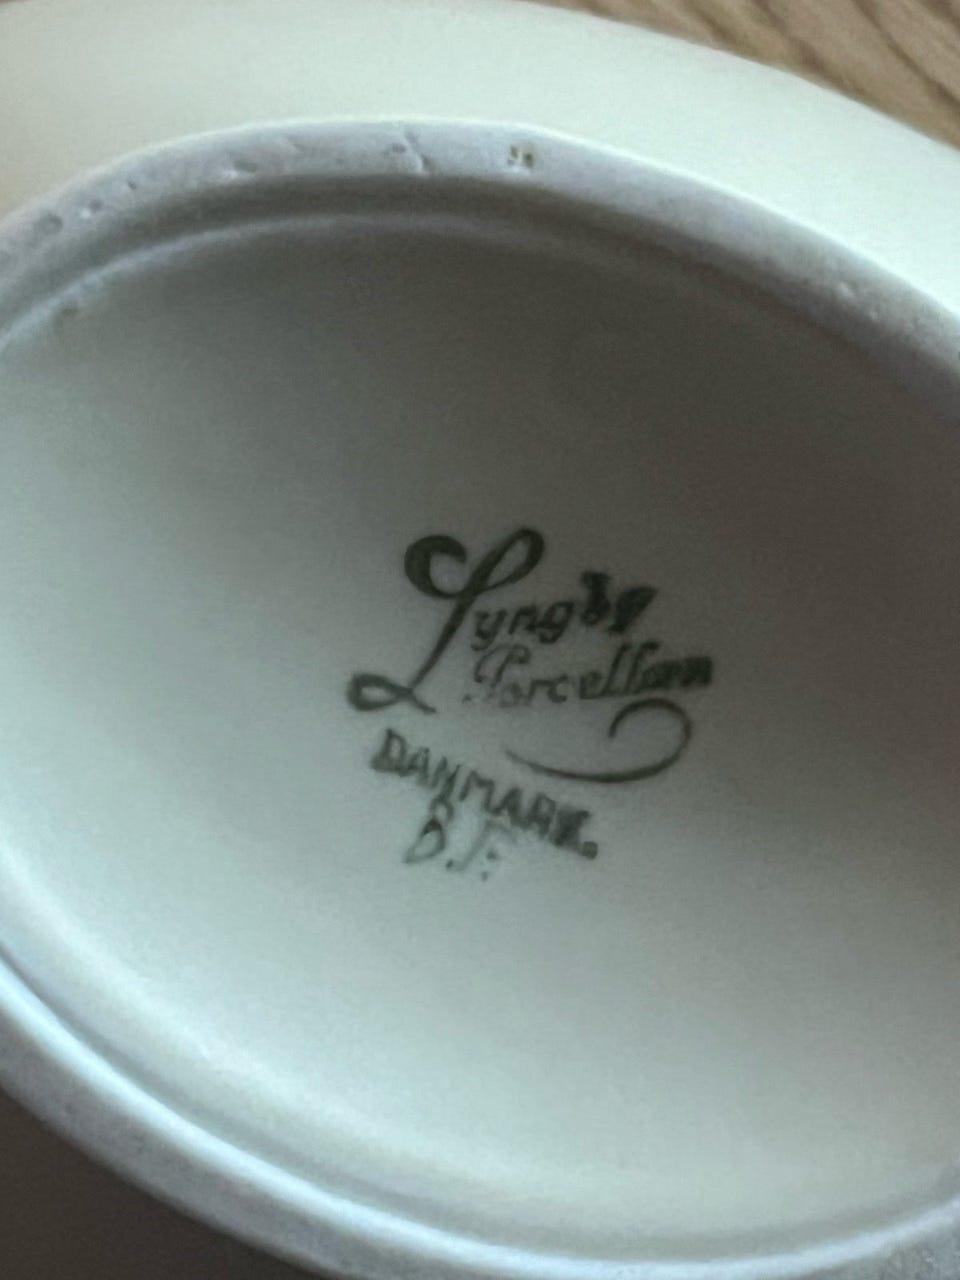 Lyngby
Porcellæn
DANMARK.
B.F.